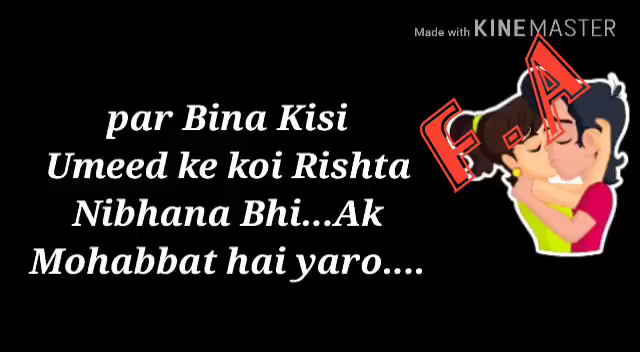 Made with KINEMASTER
F.A
par Bina Kisi
Umeed ke koi Rishta
Nibhana Bhi...Ak
Mohabbat hai yaro....